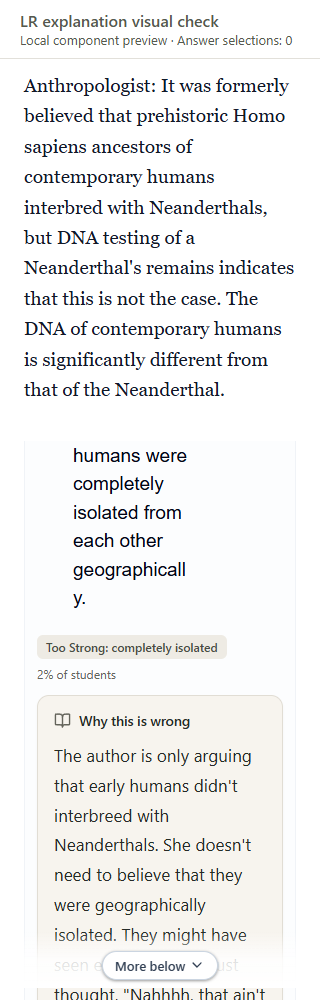 LR explanation visual check
Local component preview · Answer selections: 0
Anthropologist: It was formerly
believed that prehistoric Homo
sapiens ancestors of
contemporary humans
interbred with Neanderthals,
but DNA testing of a
Neanderthal's remains indicates
that this is not the case. The
DNA of contemporary humans
is significantly different from
that of the Neanderthal.
humans were
completely
isolated from
each other
geographicall
y.
Too Strong: completely isolated
2% of students
Why this is wrong
The author is only arguing
that early humans didn't
interbreed with
Neanderthals. She doesn't
need to believe that they
were geographically
isolated. They might have
seen
More below
thought, "Nahhhh, that ain't